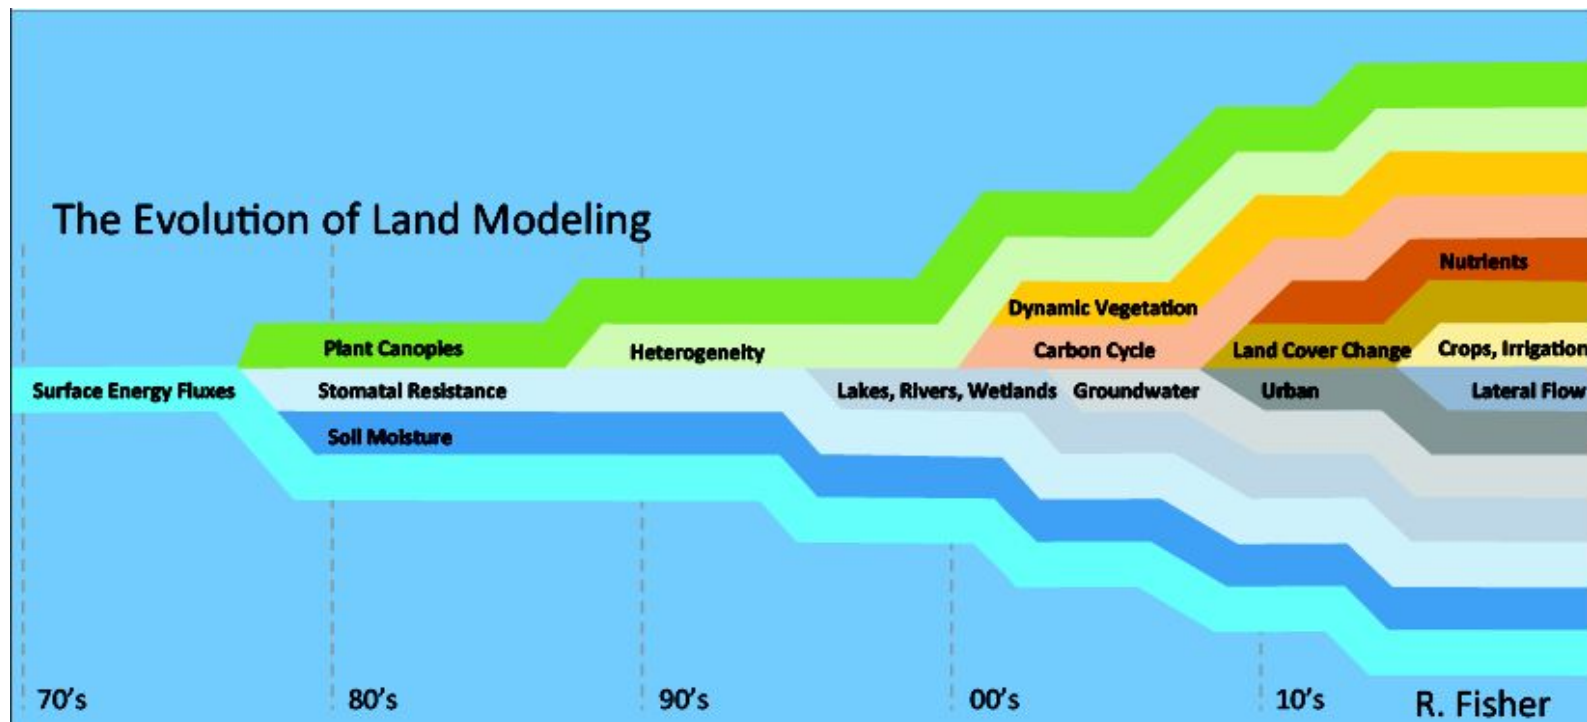 The Evolution of Land Modeling
Nutrients
Dynamic Vegetation
Plant Canopies
Heterogeneity
Carbon Cycle
Land Cover Change
Crops, Irrigation
Surface Energy Fluxes
Stomatal Resistance
Lakes, Rivers, Wetlands
Groundwater
Urban
Lateral Flow
Soil Moisture
70's
80's
90's
00's
10's
R. Fisher